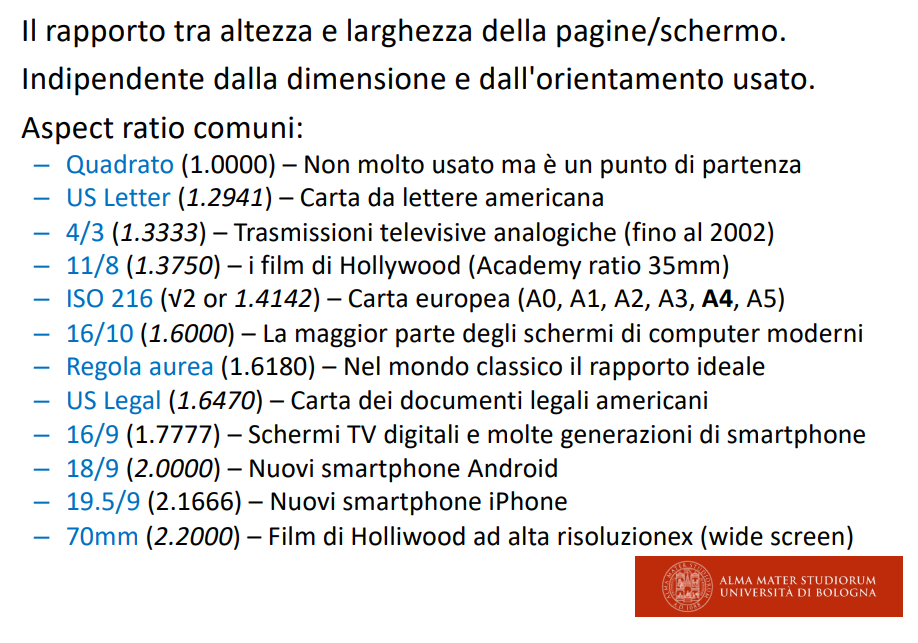 Il rapporto tra altezza e larghezza della pagine/schermo.
Indipendente dalla dimensione e dall'orientamento usato.
Aspect ratio comuni:
– Quadrato (1.0000) – Non molto usato ma è un punto di partenza
– US Letter (1.2941) – Carta da lettere americana
– 4/3 (1.3333) – Trasmissioni televisive analogiche (fino al 2002)
– 11/8 (1.3750) – i film di Hollywood (Academy ratio 35mm)
– ISO 216 (√2 or 1.4142) – Carta europea (A0, A1, A2, A3, A4, A5)
– 16/10 (1.6000) – La maggior parte degli schermi di computer moderni
– Regola aurea (1.6180) – Nel mondo classico il rapporto ideale
– US Legal (1.6470) – Carta dei documenti legali americani
– 16/9 (1.7777) – Schermi TV digitali e molte generazioni di smartphone
– 18/9 (2.0000) – Nuovi smartphone Android
– 19.5/9 (2.1666) – Nuovi smartphone iPhone
– 70mm (2.2000) – Film di Holliwood ad alta risoluzionex (wide screen)
ALMA MATER STUDIORUM
UNIVERSITÀ DI BOLOGNA